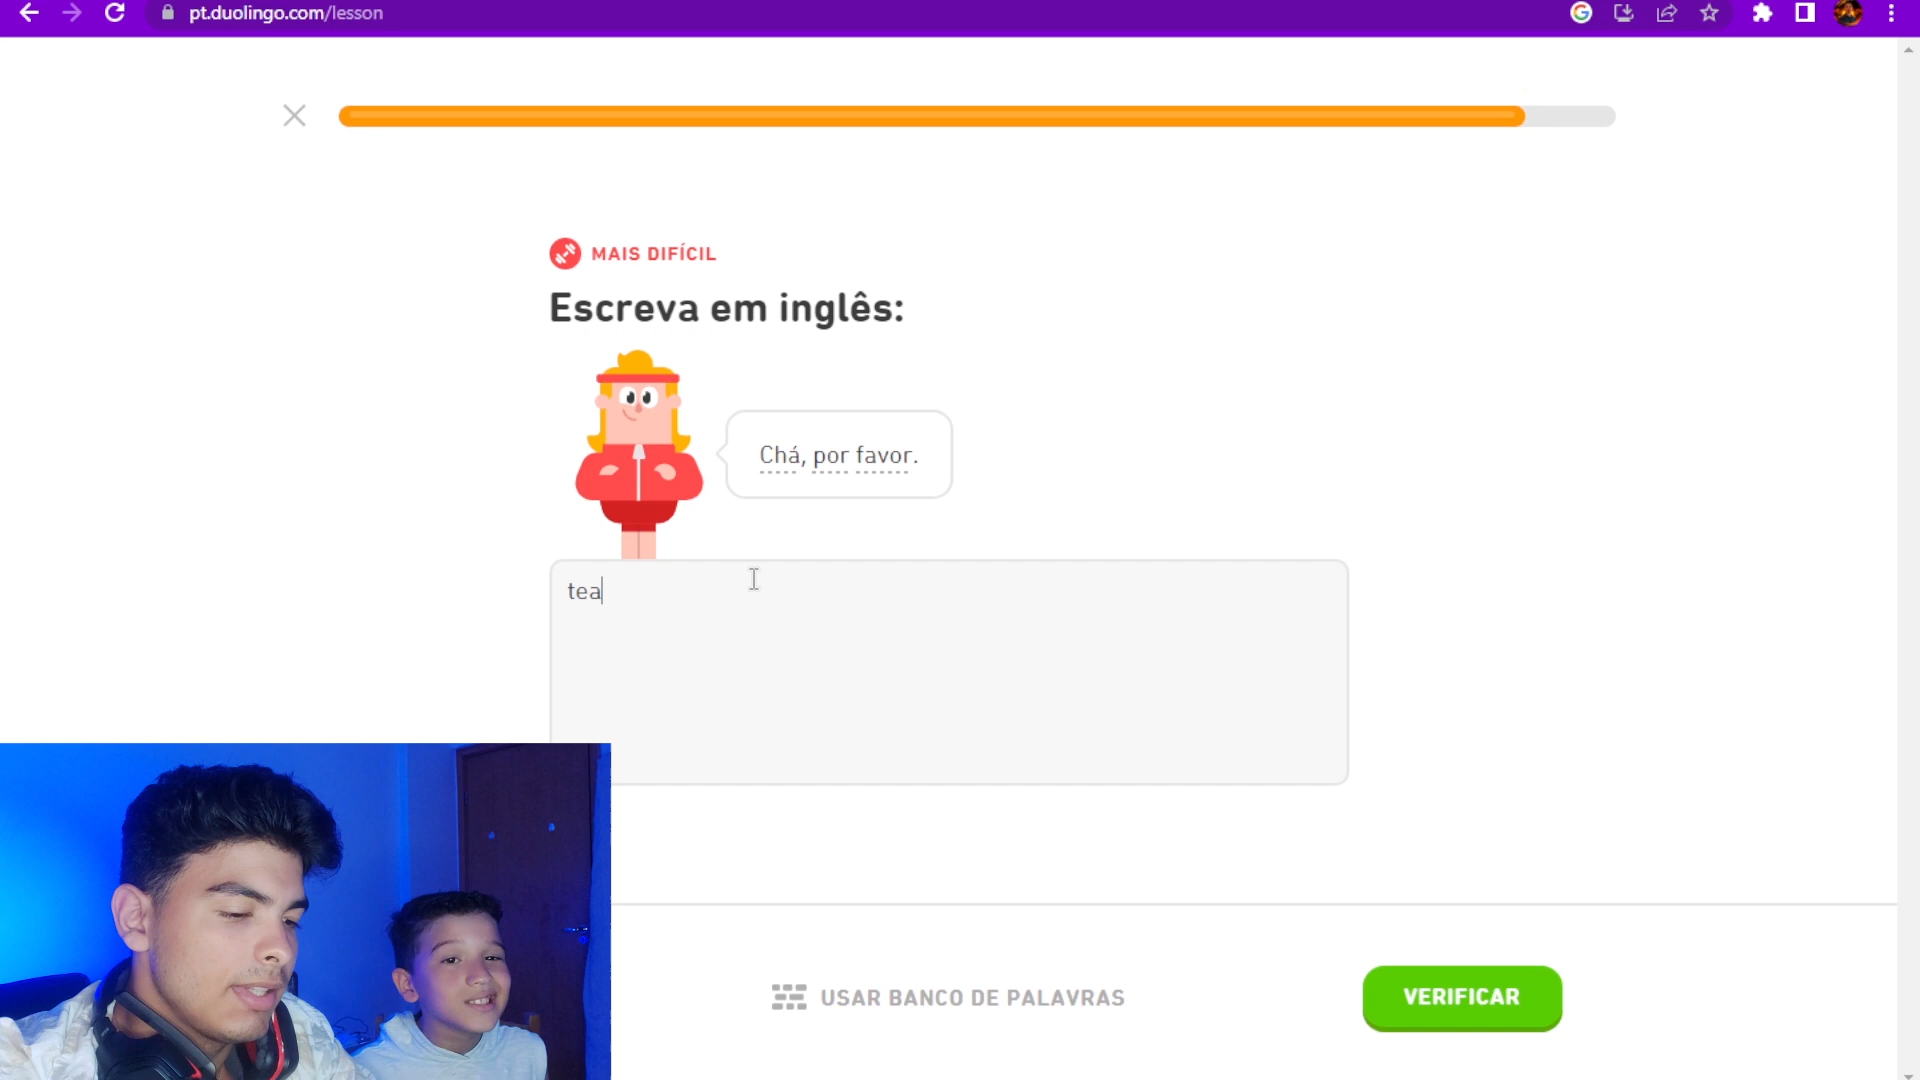 pt.duolingo.com/lesson
MAIS DIFÍCIL
Escreva em inglês:
Chá, por favor.
tea
USAR BANCO DE PALAVRAS
VERIFICAR